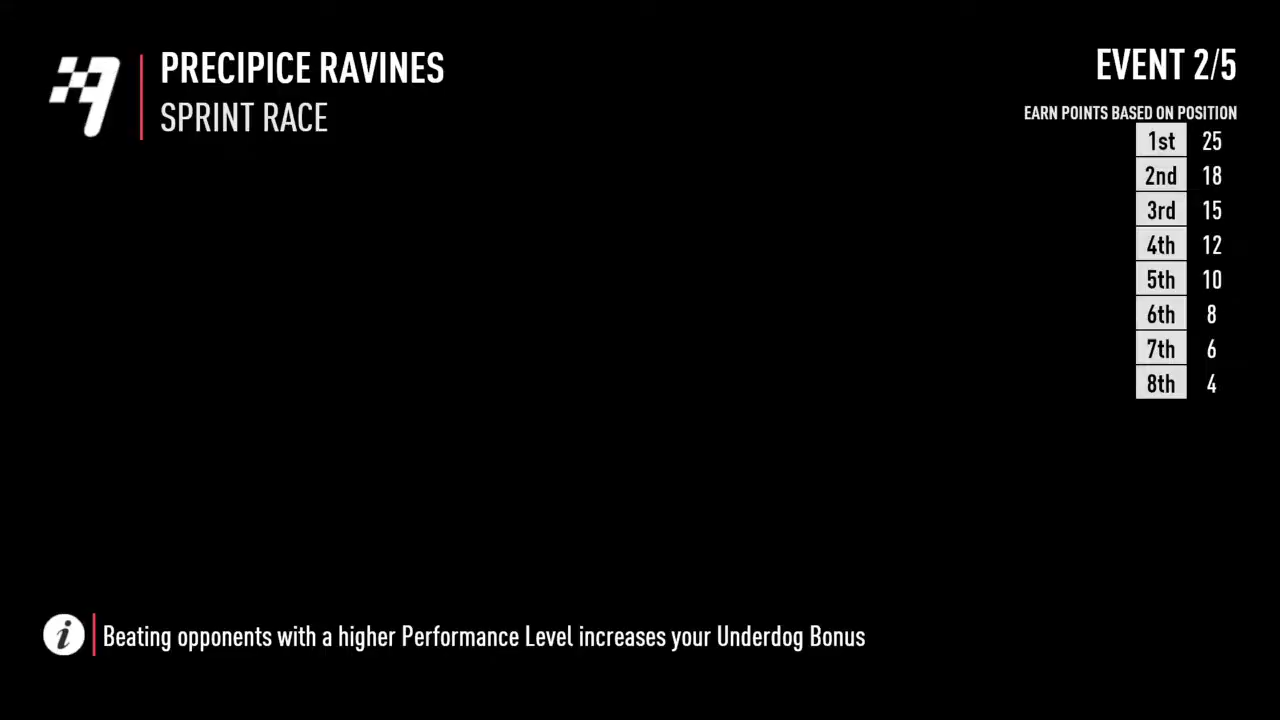 PRECIPICE RAVINES
SPRINT RACE
EVENT 2/5
EARN POINTS BASED ON POSITION
1st 25
2nd 18
3rd 15
4th 12
5th 10
6th 8
7th 6
8th 4
i Beating opponents with a higher Performance Level increases your Underdog Bonus